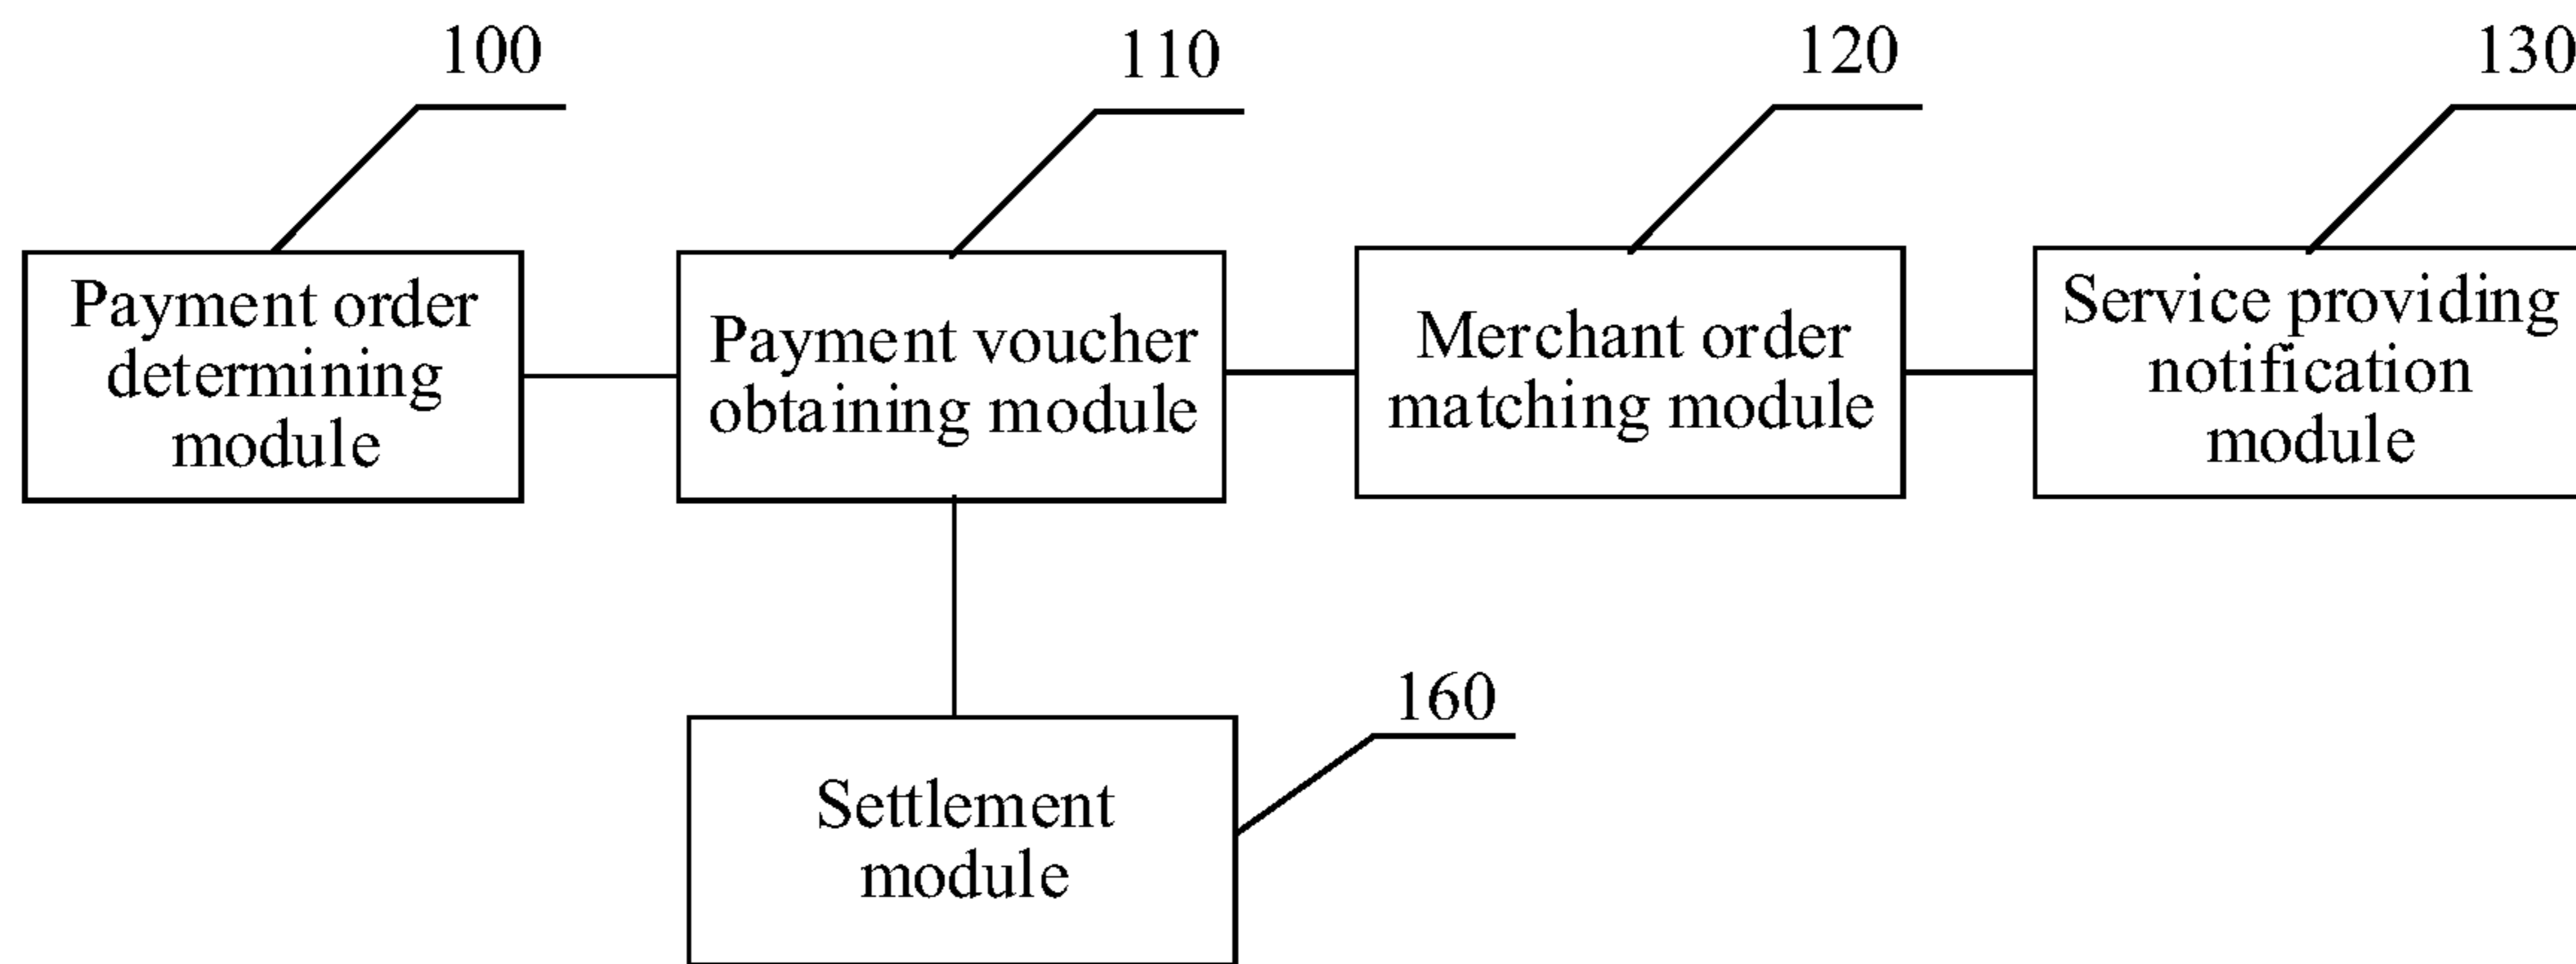 100
110
120
130
Payment order
determining
module
Payment voucher
obtaining module
Merchant order
matching module
Service providing
notification
module
160
Settlement
module